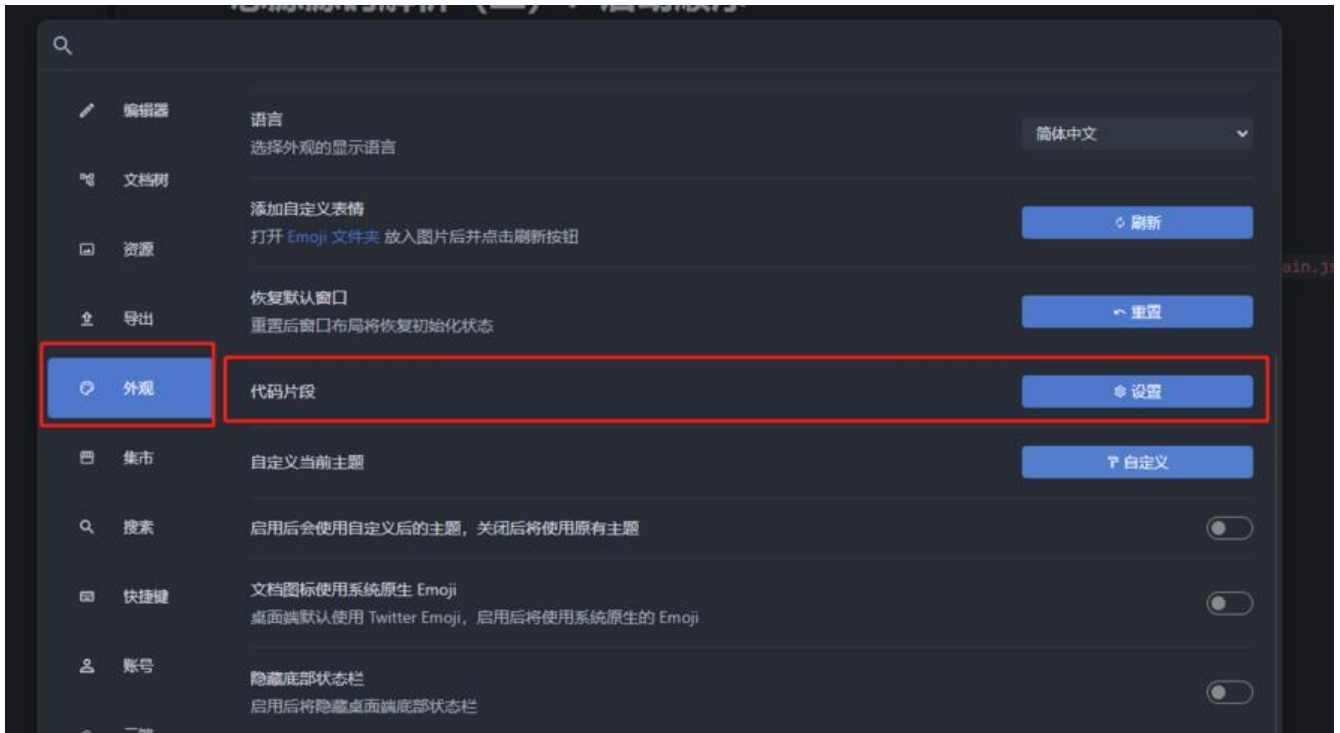 编辑器
语言
选择外观的显示语言
简体中文
文档树
添加自定义表情
打开 Emoji 文件夹 放入图片后并点击刷新按钮
刷新
资源
恢复默认窗口
重置后窗口布局将恢复初始化状态
重置
导出
外观
代码片段
设置
集市
自定义当前主题
自定义
搜索
启用后会使用自定义后的主题，关闭后将使用原有主题
快捷键
文档图标使用系统原生 Emoji
桌面端默认使用 Twitter Emoji，启用后将使用系统原生的 Emoji
账号
隐藏底部状态栏
启用后将隐藏桌面端底部状态栏
ain.js